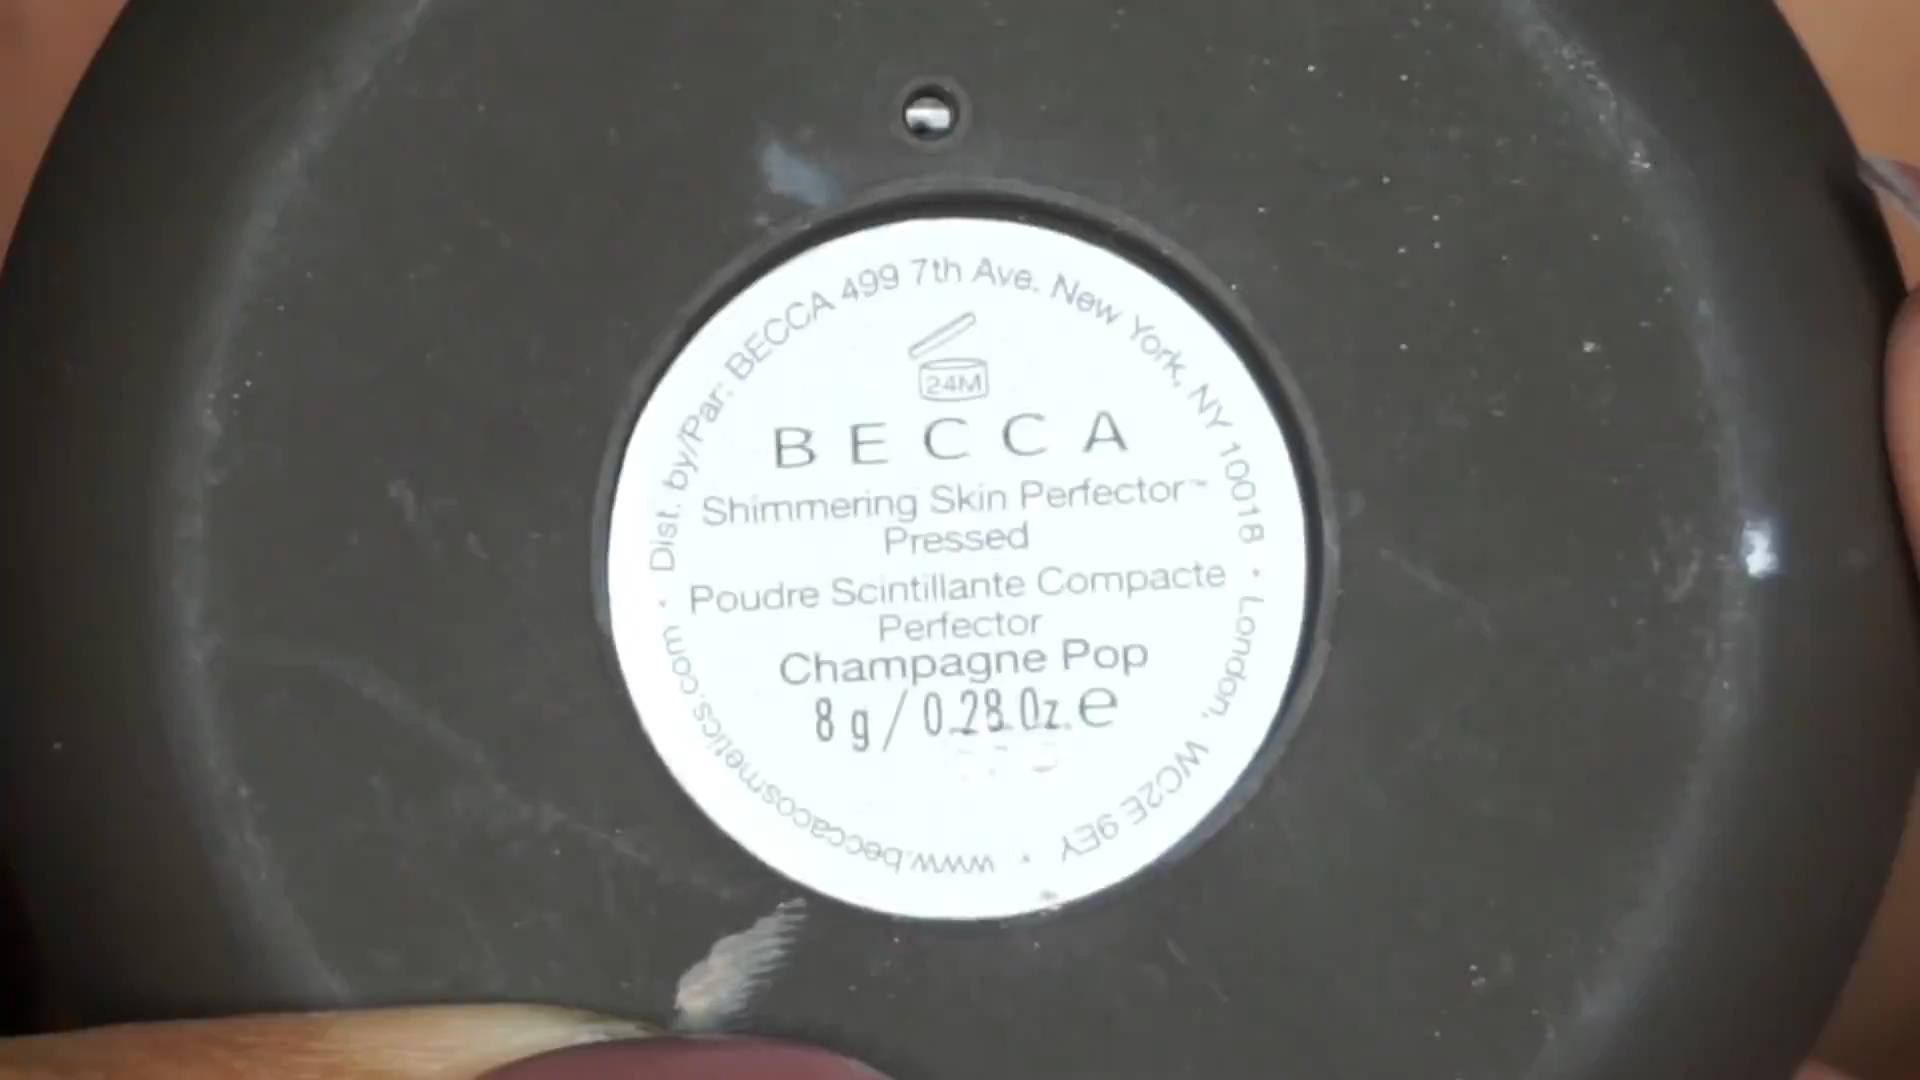 Dist. by/Par: BECCA 499 7th Ave. New York, NY 10018 · London, WC2E 9EY · www.beccacosmetics.com ·
24M
BECCA
Shimmering Skin Perfector™
Pressed
Poudre Scintillante Compacte
Perfector
Champagne Pop
8 g / 0.28 Oz. e